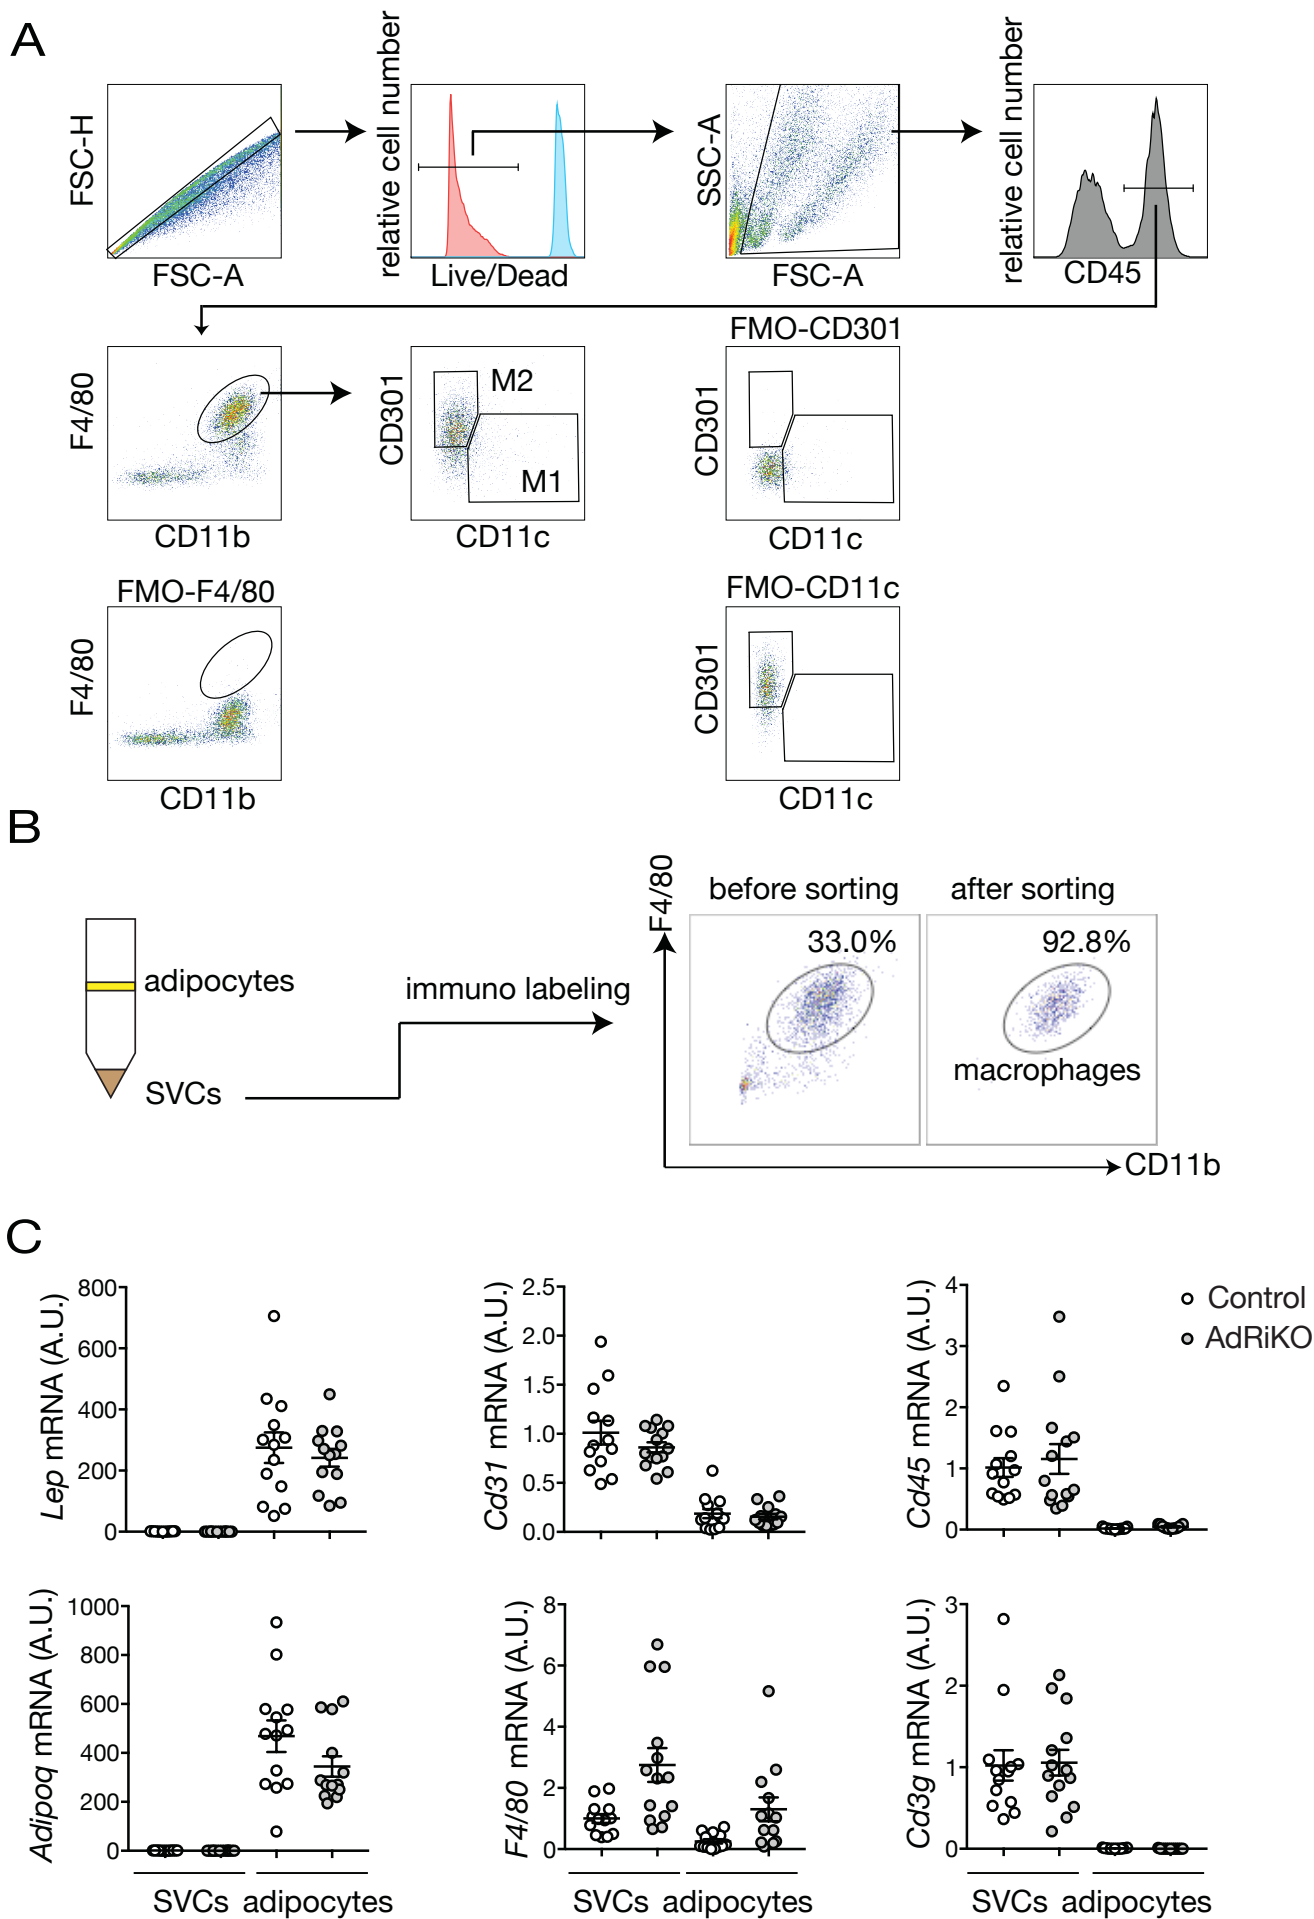 A
FSC-H
FSC-A
relative cell number
Live/Dead
SSC-A
FSC-A
relative cell number
CD45
F4/80
CD11b
CD301
M2
M1
CD11c
FMO-CD301
CD301
CD11c
FMO-F4/80
F4/80
CD11b
FMO-CD11c
CD301
CD11c
B
adipocytes
SVCs
immuno labeling
F4/80
before sorting
after sorting
33.0%
92.8%
macrophages
CD11b
C
Lep mRNA (A.U.)
800
600
400
200
0
Cd31 mRNA (A.U.)
2.5
2.0
1.5
1.0
0.5
0.0
Cd45 mRNA (A.U.)
4
3
2
1
0
Control
AdRiKO
Adipoq mRNA (A.U.)
1000
800
600
400
200
0
SVCs adipocytes
F4/80 mRNA (A.U.)
8
6
4
2
0
SVCs adipocytes
Cd3g mRNA (A.U.)
3
2
1
0
SVCs adipocytes